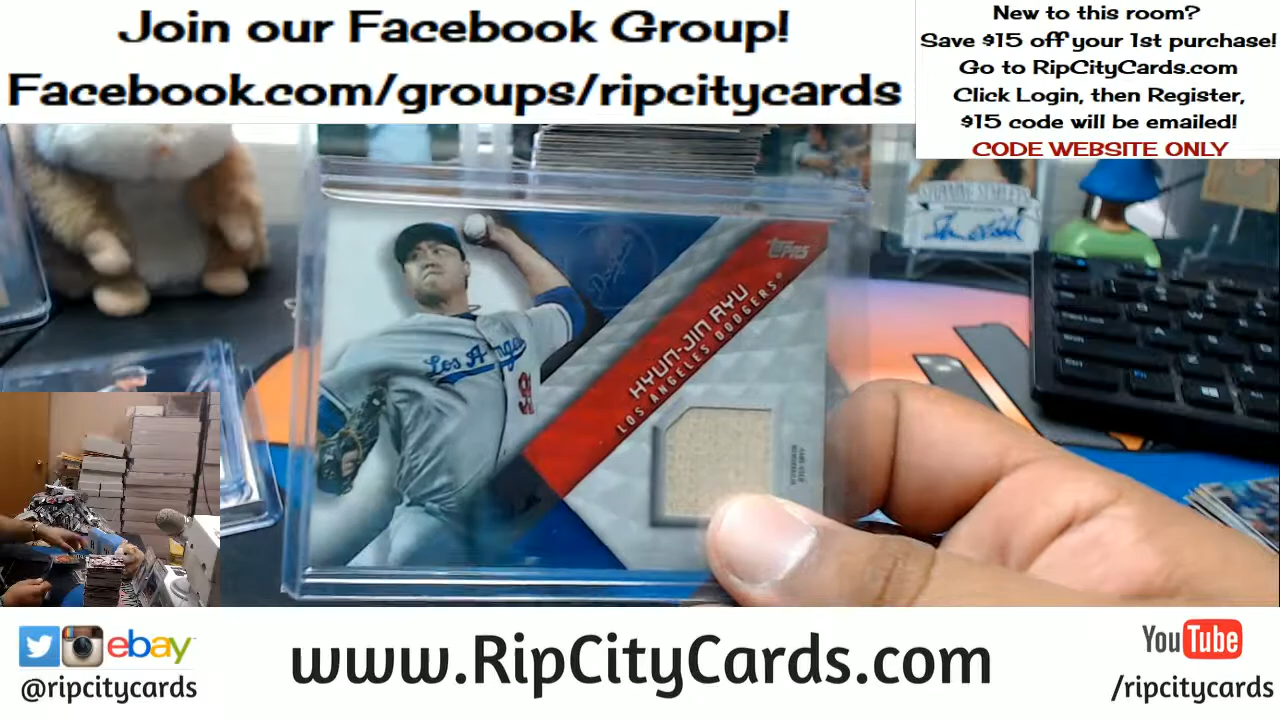 Join our Facebook Group!
Facebook.com/groups/ripcitycards
New to this room?
Save $15 off your 1st purchase!
Go to RipCityCards.com
Click Login, then Register,
$15 code will be emailed!
CODE WEBSITE ONLY
TOPPS
HYUN-JIN RYU
LOS ANGELES DODGERS
Los Angeles
Dodgers
ebay
@ripcitycards
www.RipCityCards.com
YouTube
/ripcitycards